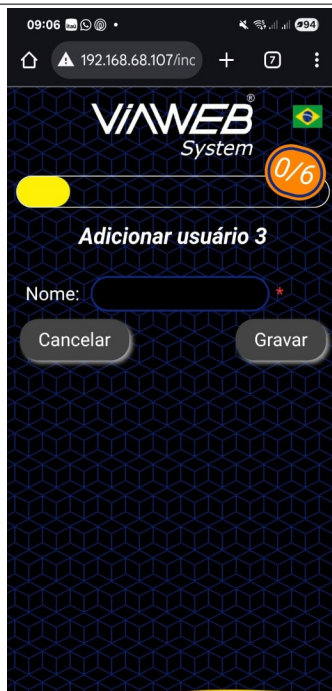 09:06 Itaú 94
192.168.68.107/inc 7
ViAWEB®
System
0/6
Adicionar usuário 3
Nome: *
Cancelar Gravar